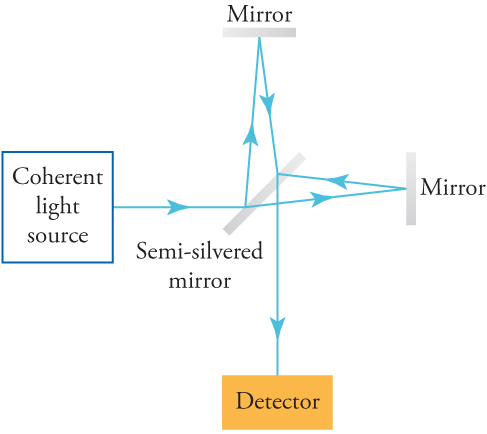 Mirror
Coherent
light
source
Mirror
Semi-silvered
mirror
Detector